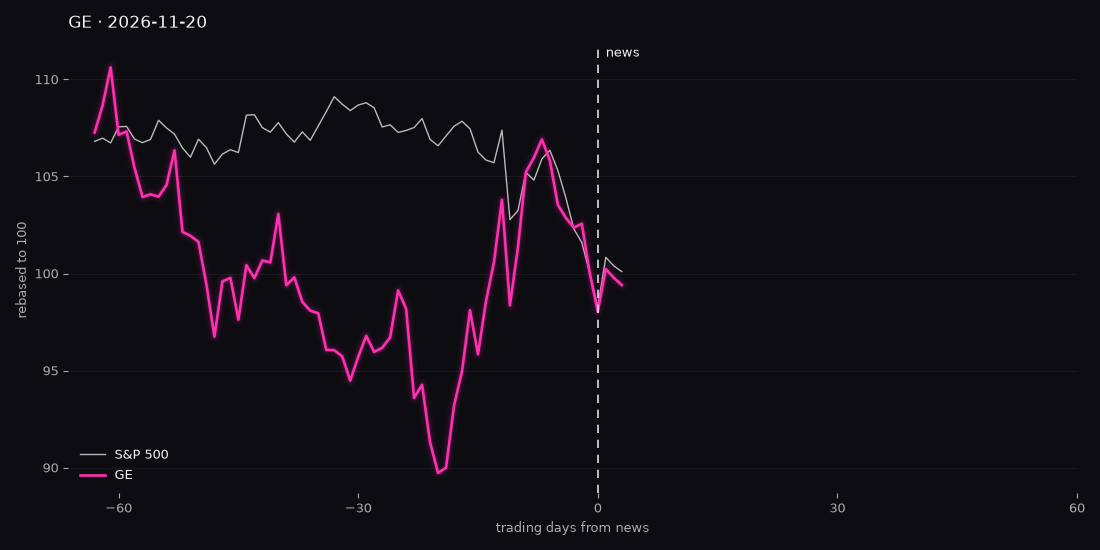 GE · 2026-11-20
news
110
105
100
95
90
rebased to 100
S&P 500
GE
−60
−30
0
30
60
trading days from news